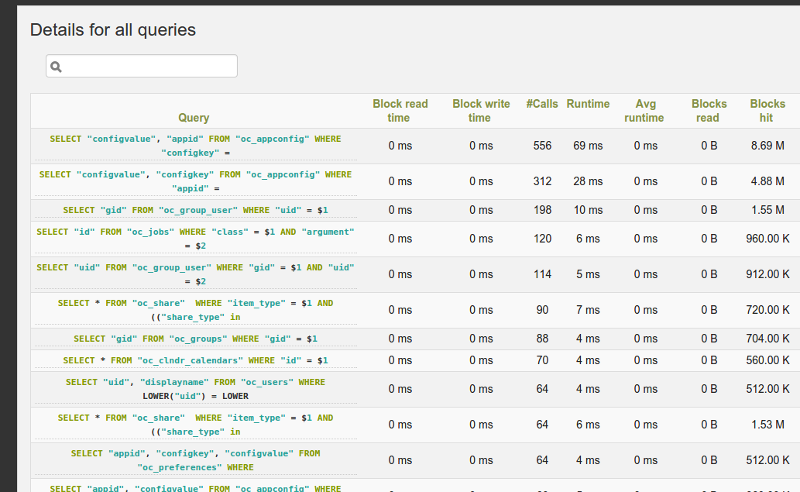 Details for all queries
Query Block read time Block write time #Calls Runtime Avg runtime Blocks read Blocks hit
SELECT "configvalue", "appid" FROM "oc_appconfig" WHERE
"configkey" =
0 ms 0 ms 556 69 ms 0 ms 0 B 8.69 M
SELECT "configvalue", "configkey" FROM "oc_appconfig" WHERE
"appid" =
0 ms 0 ms 312 28 ms 0 ms 0 B 4.88 M
SELECT "gid" FROM "oc_group_user" WHERE "uid" = $1
0 ms 0 ms 198 10 ms 0 ms 0 B 1.55 M
SELECT "id" FROM "oc_jobs" WHERE "class" = $1 AND "argument"
= $2
0 ms 0 ms 120 6 ms 0 ms 0 B 960.00 K
SELECT "uid" FROM "oc_group_user" WHERE "gid" = $1 AND "uid"
= $2
0 ms 0 ms 114 5 ms 0 ms 0 B 912.00 K
SELECT * FROM "oc_share" WHERE "item_type" = $1 AND
(("share_type" in
0 ms 0 ms 90 7 ms 0 ms 0 B 720.00 K
SELECT "gid" FROM "oc_groups" WHERE "gid" = $1
0 ms 0 ms 88 4 ms 0 ms 0 B 704.00 K
SELECT * FROM "oc_clndr_calendars" WHERE "id" = $1
0 ms 0 ms 70 4 ms 0 ms 0 B 560.00 K
SELECT "uid", "displayname" FROM "oc_users" WHERE
LOWER("uid") = LOWER
0 ms 0 ms 64 4 ms 0 ms 0 B 512.00 K
SELECT * FROM "oc_share" WHERE "item_type" = $1 AND
(("share_type" in
0 ms 0 ms 64 6 ms 0 ms 0 B 1.53 M
SELECT "appid", "configkey", "configvalue" FROM
"oc_preferences" WHERE
0 ms 0 ms 64 4 ms 0 ms 0 B 512.00 K
SELECT "appid", "configvalue" FROM "oc_appconfig" WHERE